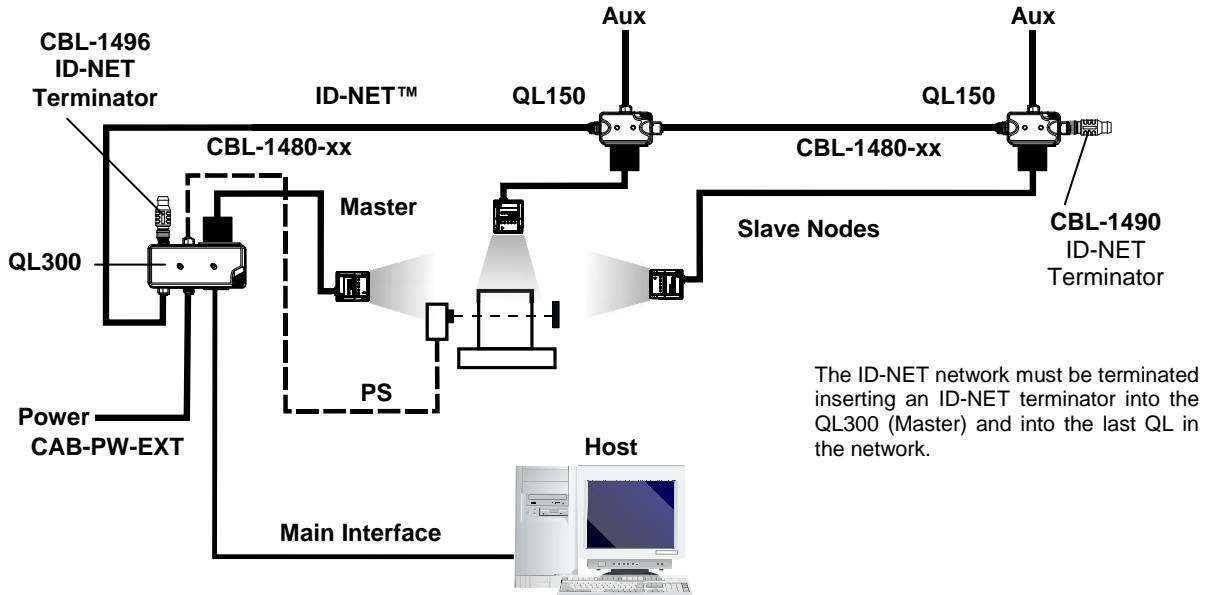 Aux
Aux
CBL-1496
ID-NET
Terminator
ID-NET™
QL150
QL150
CBL-1480-xx
CBL-1480-xx
Master
Slave Nodes
CBL-1490
ID-NET
Terminator
QL300
PS
Power
CAB-PW-EXT
The ID-NET network must be terminated
inserting an ID-NET terminator into the
QL300 (Master) and into the last QL in
the network.
Host
Main Interface